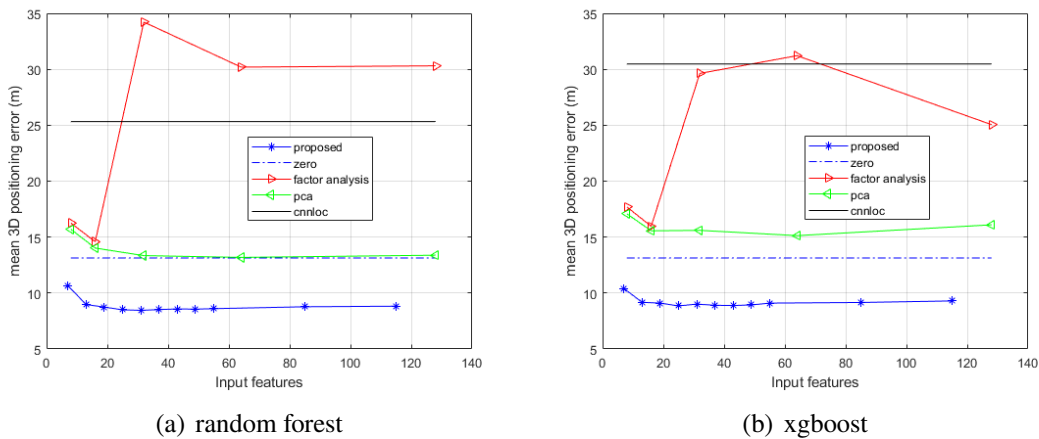 35
30
25
20
15
10
5
0 20 40 60 80 100 120 140
mean 3D positioning error (m)
Input features
proposed
zero
factor analysis
pca
cnnloc
(a) random forest
35
30
25
20
15
10
5
0 20 40 60 80 100 120 140
mean 3D positioning error (m)
Input features
proposed
zero
factor analysis
pca
cnnloc
(b) xgboost